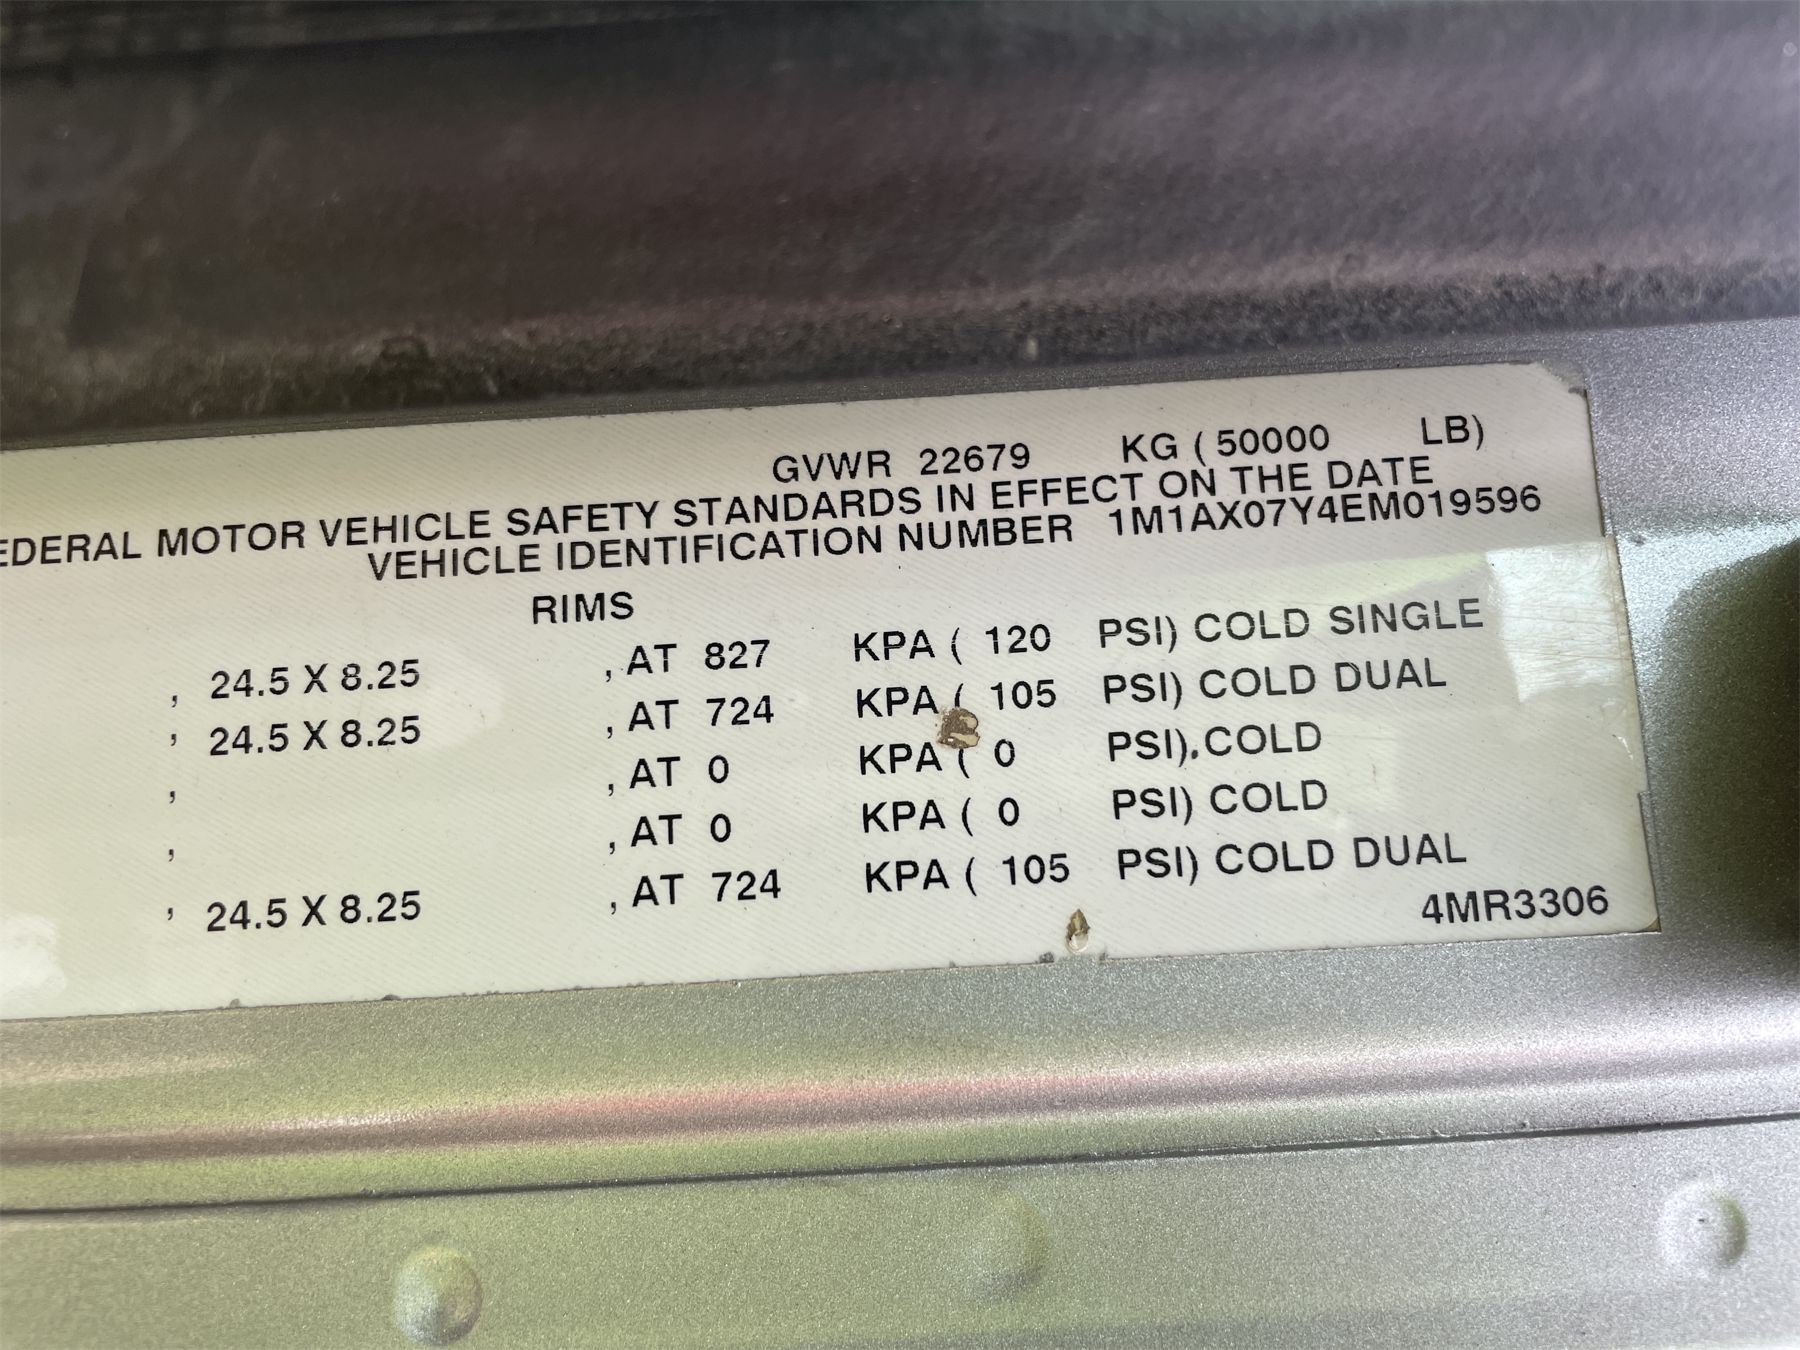 GVWR 22679 KG ( 50000 LB)
EDERAL MOTOR VEHICLE SAFETY STANDARDS IN EFFECT ON THE DATE
VEHICLE IDENTIFICATION NUMBER 1M1AX07Y4EM019596
RIMS
, 24.5 X 8.25 , AT 827 KPA ( 120 PSI) COLD SINGLE
, 24.5 X 8.25 , AT 724 KPA ( 105 PSI) COLD DUAL
, , AT 0 KPA ( 0 PSI) COLD
, , AT 0 KPA ( 0 PSI) COLD
, 24.5 X 8.25 , AT 724 KPA ( 105 PSI) COLD DUAL
4MR3306